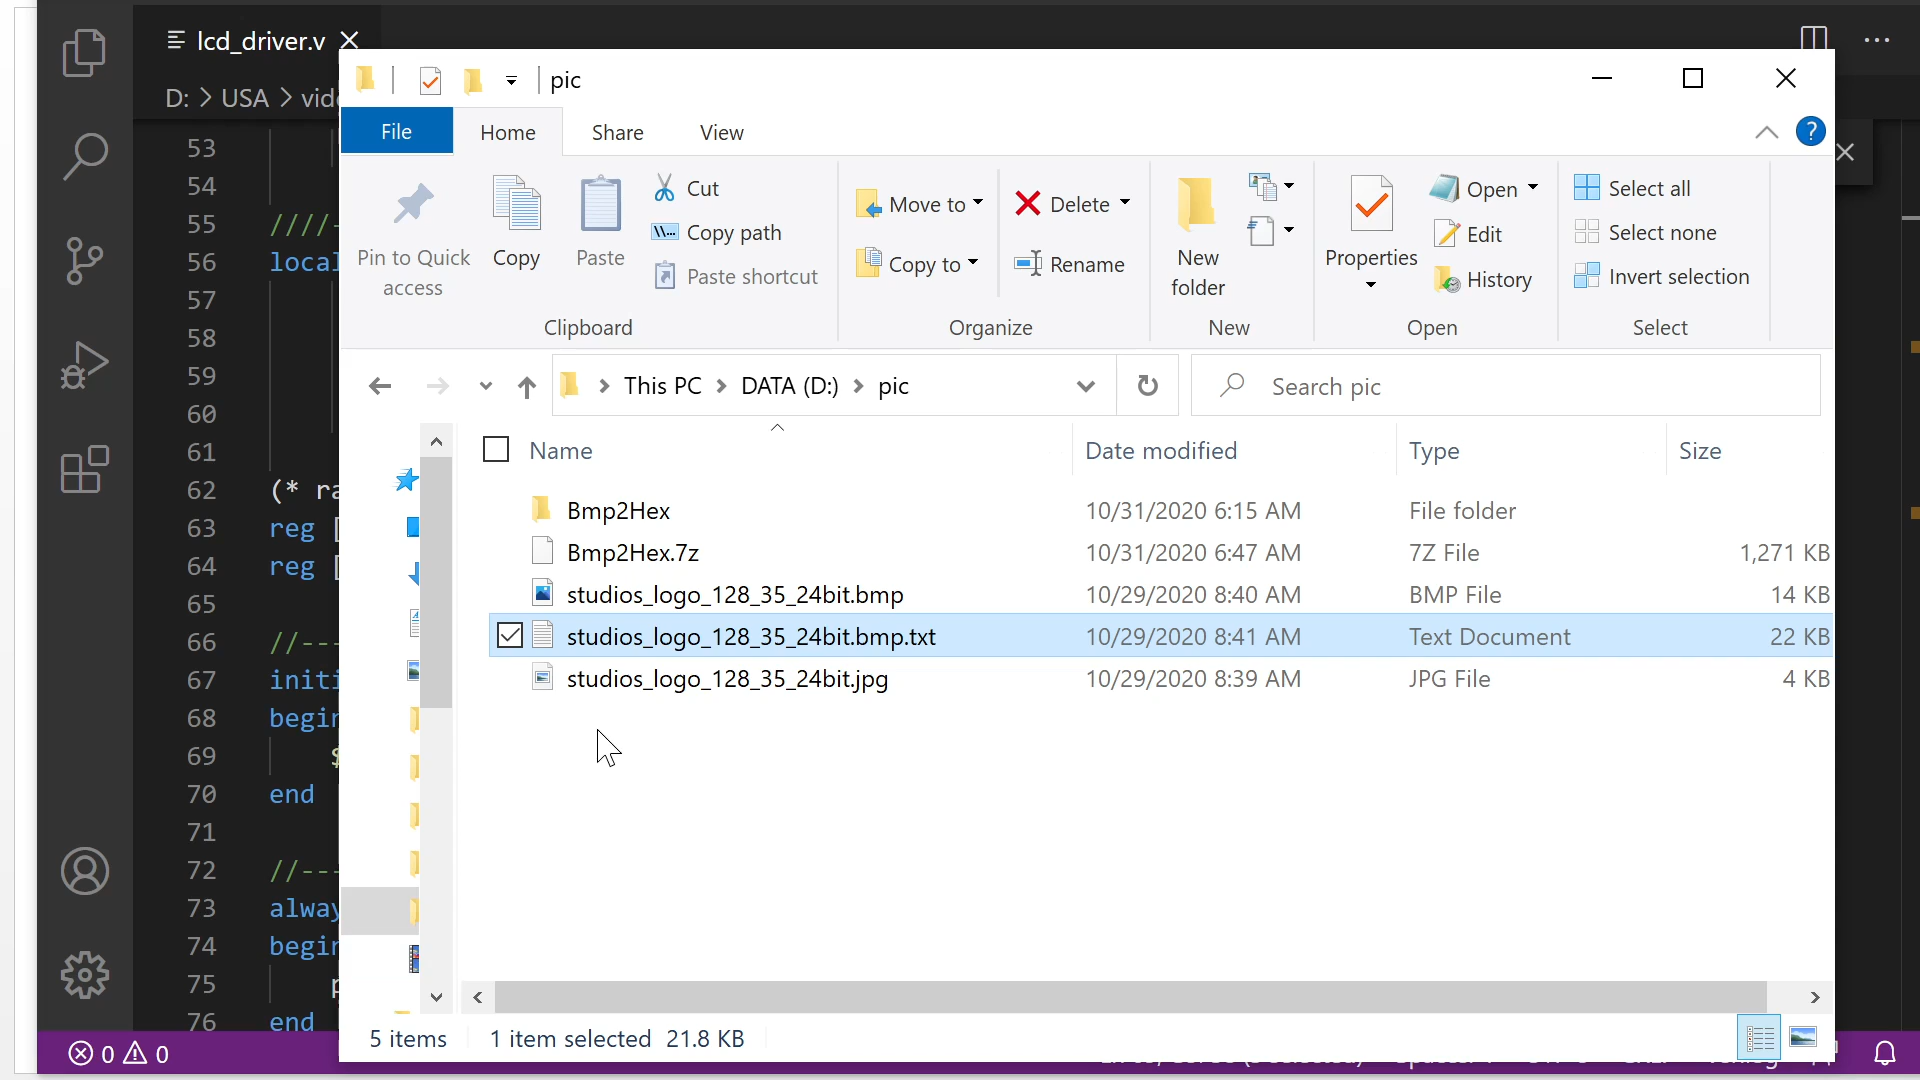 lcd_driver.v
D: > USA > vid
pic
File Home Share View
Pin to Quick access
Copy
Paste
Cut
Copy path
Paste shortcut
Clipboard
Move to
Copy to
Delete
Rename
Organize
New folder
New
Properties
Open
Edit
History
Open
Select all
Select none
Invert selection
Select
This PC > DATA (D:) > pic
Search pic
Name Date modified Type Size
Bmp2Hex 10/31/2020 6:15 AM File folder
Bmp2Hex.7z 10/31/2020 6:47 AM 7Z File 1,271 KB
studios_logo_128_35_24bit.bmp 10/29/2020 8:40 AM BMP File 14 KB
studios_logo_128_35_24bit.bmp.txt 10/29/2020 8:41 AM Text Document 22 KB
studios_logo_128_35_24bit.jpg 10/29/2020 8:39 AM JPG File 4 KB
5 items 1 item selected 21.8 KB
53
54
55 ////-
56 local
57
58
59
60
61
62 (* ra
63 reg [
64 reg [
65
66 //---
67 initi
68 begin
69 $
70 end
71
72 //---
73 alway
74 begin
75 p
76 end
0 0